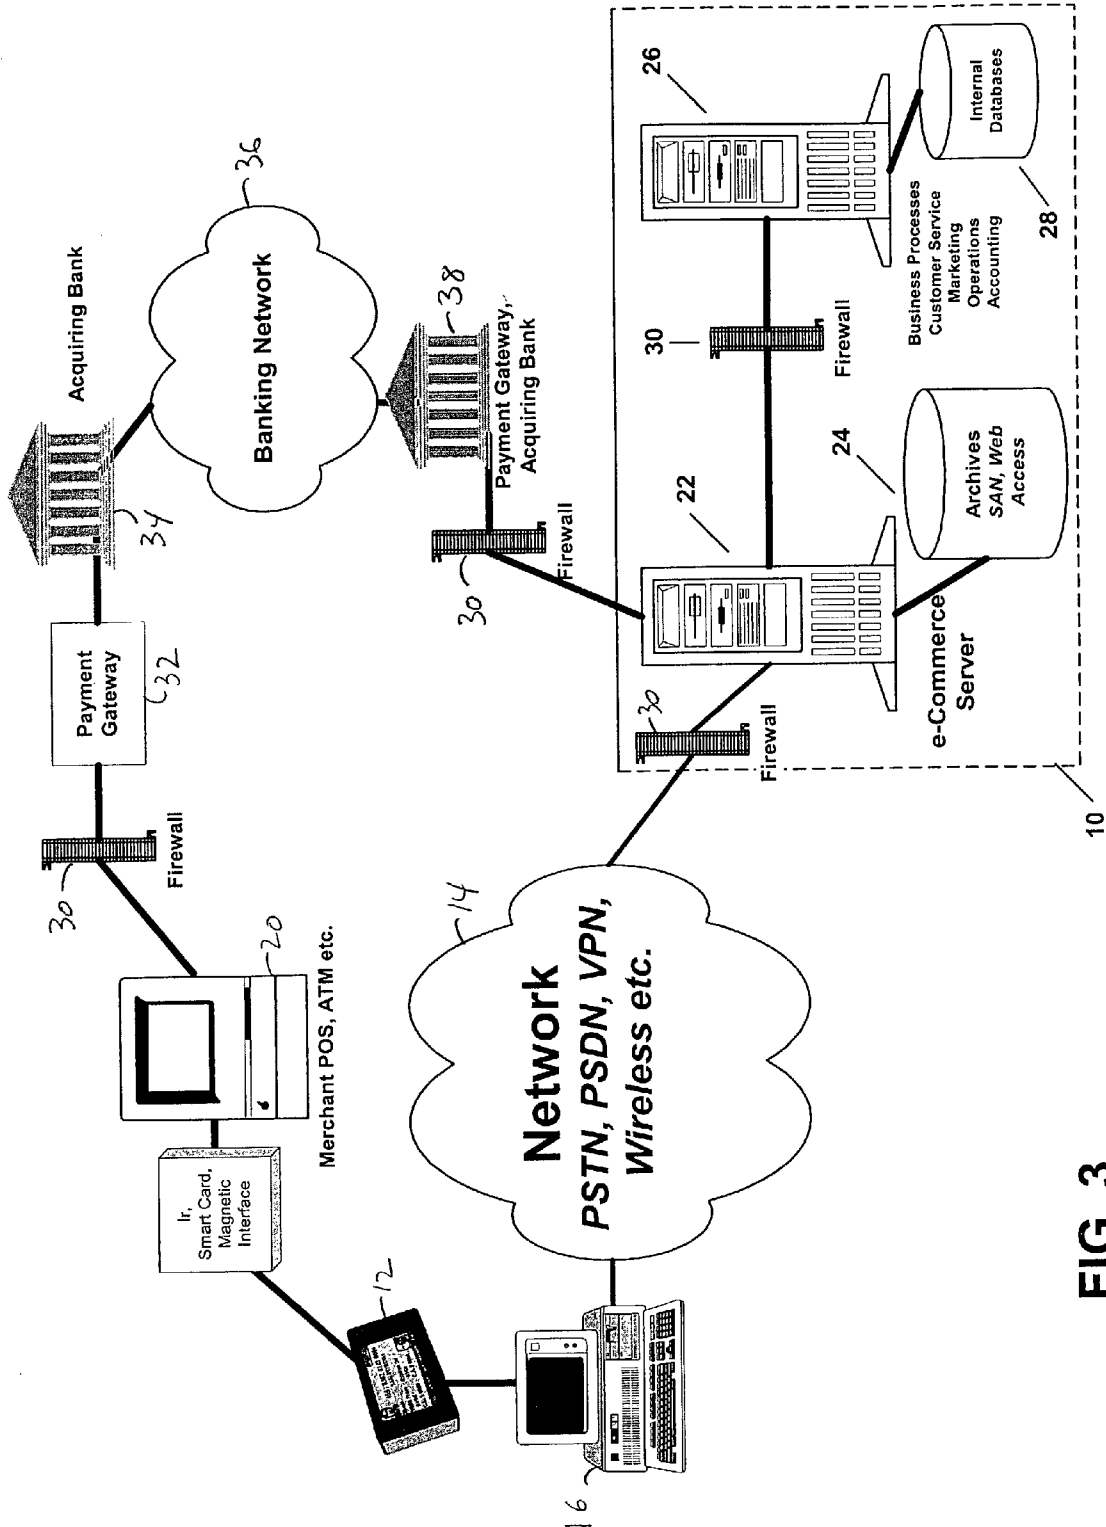 Acquiring Bank
34
Payment
Gateway
32
30
Firewall
20
Merchant POS, ATM etc.
Ir,
Smart Card,
Magnetic
Interface
12
16
Banking Network
36
38
Payment Gateway,
Acquiring Bank
30
Firewall
14
Network
PSTN, PSDN, VPN,
Wireless etc.
30
Firewall
22
e-Commerce
Server
24
Archives
SAN, Web
Access
30
Firewall
26
Business Processes
Customer Service
Marketing
Operations
Accounting
Internal
Databases
28
10
FIG. 3